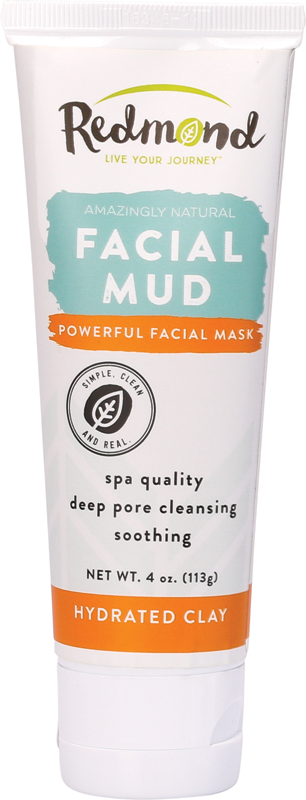 Redmond
LIVE YOUR JOURNEY™
AMAZINGLY NATURAL
FACIAL
MUD
POWERFUL FACIAL MASK
SIMPLE, CLEAN
AND REAL.
spa quality
deep pore cleansing
soothing
NET WT. 4 oz. (113g)
HYDRATED CLAY